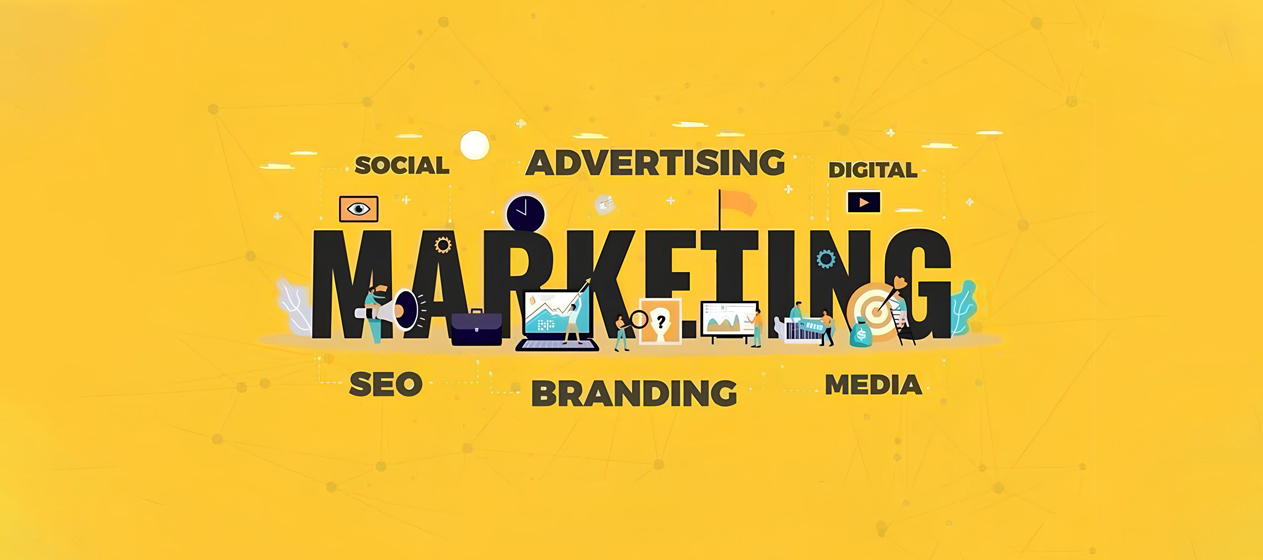 SOCIAL
ADVERTISING
DIGITAL
MARKETING
?
$
SEO
BRANDING
MEDIA